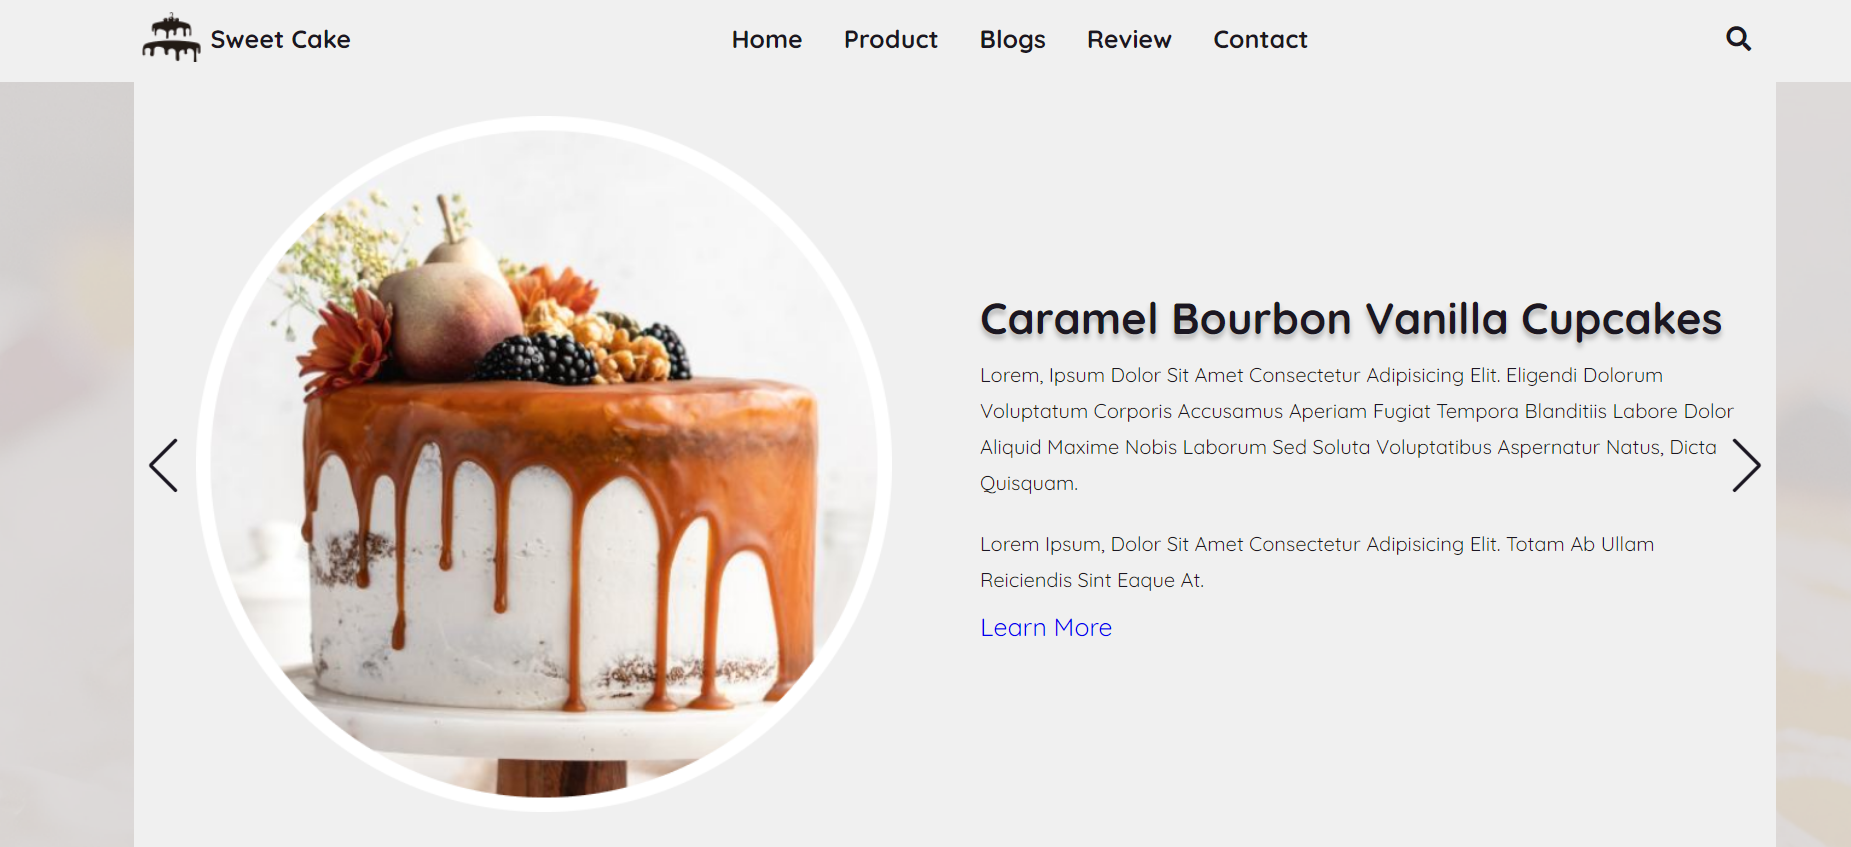 Sweet Cake
Home Product Blogs Review Contact
Caramel Bourbon Vanilla Cupcakes
Lorem, Ipsum Dolor Sit Amet Consectetur Adipisicing Elit. Eligendi Dolorum
Voluptatum Corporis Accusamus Aperiam Fugiat Tempora Blanditiis Labore Dolor
Aliquid Maxime Nobis Laborum Sed Soluta Voluptatibus Aspernatur Natus, Dicta
Quisquam.
Lorem Ipsum, Dolor Sit Amet Consectetur Adipisicing Elit. Totam Ab Ullam
Reiciendis Sint Eaque At.
Learn More